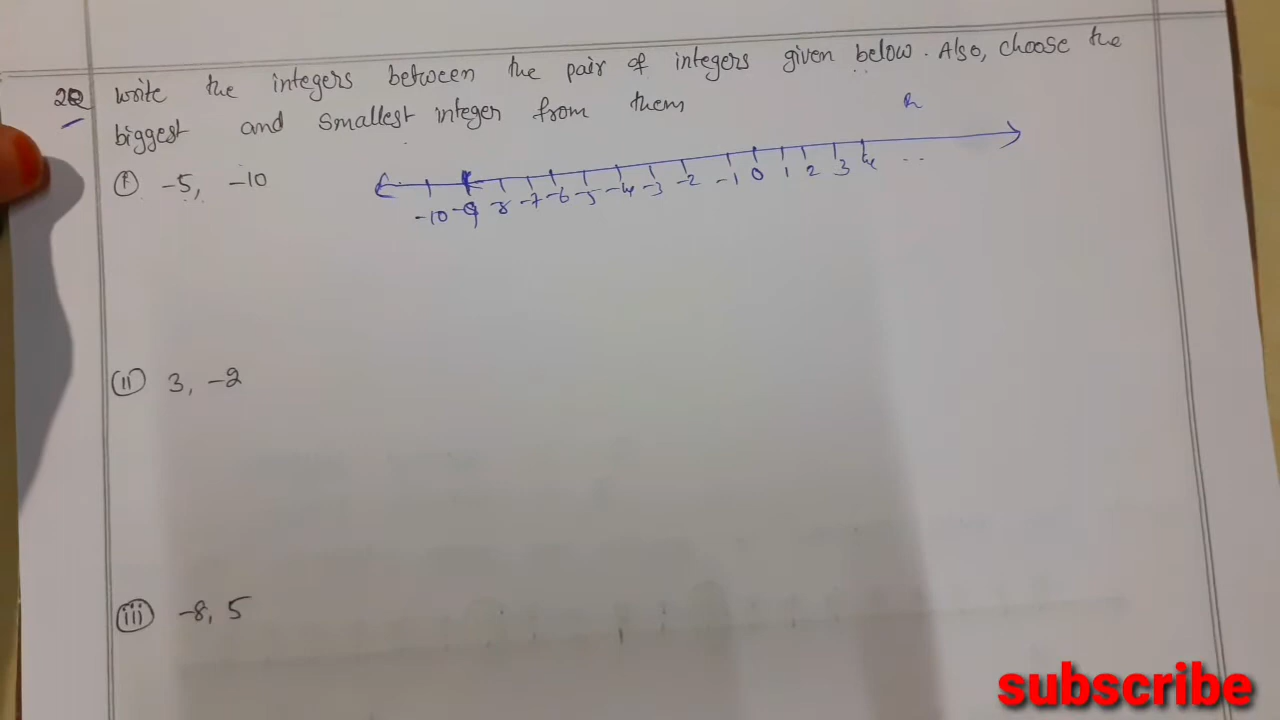 2Q write the integers between the pair of integers given below. Also, choose the
biggest and smallest integer from them
(i) -5, -10
-10 -9 8 -7 -6 -5 -4 -3 -2 -1 0 1 2 3 4 ..
(ii) 3, -2
(iii) -8, 5
subscribe